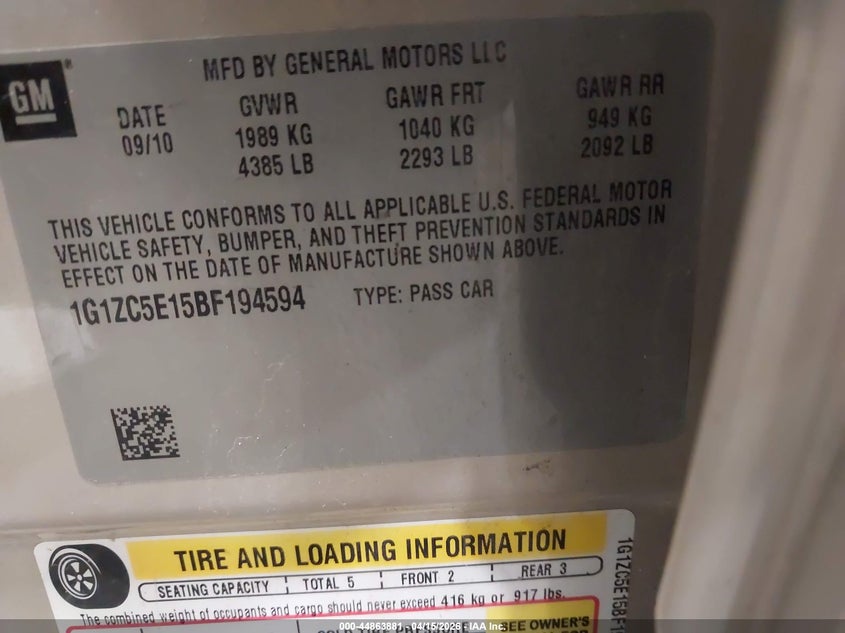 MFD BY GENERAL MOTORS LLC
GM ®
DATE GVWR GAWR FRT GAWR RR
09/10 1989 KG 1040 KG 949 KG
4385 LB 2293 LB 2092 LB
THIS VEHICLE CONFORMS TO ALL APPLICABLE U.S. FEDERAL MOTOR
VEHICLE SAFETY, BUMPER, AND THEFT PREVENTION STANDARDS IN
EFFECT ON THE DATE OF MANUFACTURE SHOWN ABOVE.
1G1ZC5E15BF194594 TYPE: PASS CAR
TIRE AND LOADING INFORMATION
SEATING CAPACITY TOTAL 5 FRONT 2 REAR 3
The combined weight of occupants and cargo should never exceed 416 kg or 917 lbs.
SEE OWNER'S
1G1ZC5E15BF1
000-44863881 - 04/15/2026 - IAA Inc.